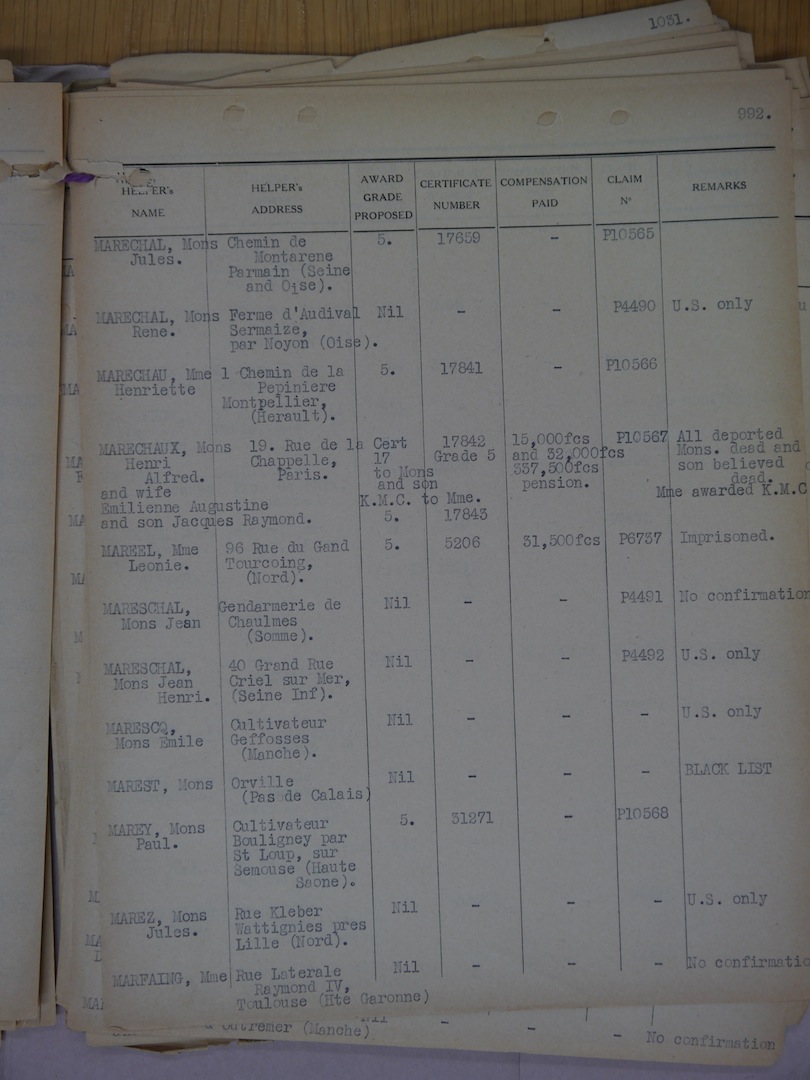 1031.
992.
HELPER's NAME HELPER's ADDRESS AWARD GRADE PROPOSED CERTIFICATE NUMBER COMPENSATION PAID CLAIM Nº REMARKS
MARECHAL, Mons Chemin de 5. 17659 - P10565
Jules. Montarene
Parmain (Seine
and Oise).
MARECHAL, Mons Ferme d'Audival Nil - - P4490 U.S. only
Rene. Sermaize,
par Noyon (Oise).
MARECHAU, Mme 1 Chemin de la 5. 17841 - P10566
Henriette Pepiniere
Montpellier,
(Herault).
MARECHAUX, Mons 19. Rue de la Cert 17842 15,000fcs P10567 All deported
Henri Chappelle, 17 Grade 5 and 32,000fcs Mons. dead and
Alfred. Paris. to Mons 337,500fcs son believed
and wife and son pension. dead.
Emilienne Augustine K.M.C. to Mme. Mme awarded K.M.C
and son Jacques Raymond. 5. 17843
MAREEL, Mme 96 Rue du Gand 5. 5206 31,500fcs P6737 Imprisoned.
Leonie. Tourcoing,
(Nord).
MARESCHAL, Gendarmerie de Nil - - P4491 No confirmation
Mons Jean Chaulmes
(Somme).
MARESCHAL, 40 Grand Rue Nil - - P4492 U.S. only
Mons Jean Criel sur Mer,
Henri. (Seine Inf).
MARESCQ, Cultivateur Nil - - - U.S. only
Mons Emile Geffosses
(Manche).
MAREST, Mons Orville Nil - - - BLACK LIST
(Pas de Calais)
MAREY, Mons Cultivateur 5. 31271 - P10568
Paul. Bouligney par
St Loup, sur
Semouse (Haute
Saone).
MAREZ, Mons Rue Kleber Nil - - - U.S. only
Jules. Wattignies pres
Lille (Nord).
MARFAING, Mme Rue Laterale Nil - - - No confirmatio
Raymond IV,
Toulouse (Hte Garonne)
d'Outremer (Manche) - - - No confirmation